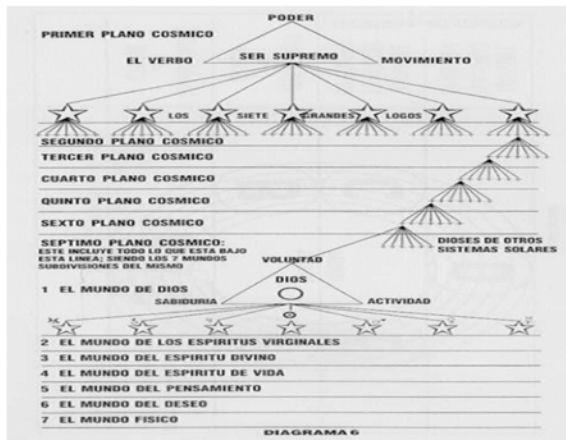 PODER
PRIMER PLANO COSMICO
EL VERBO SER SUPREMO MOVIMIENTO
LOS SIETE GRANDES LOGOS
SEGUNDO PLANO COSMICO
TERCER PLANO COSMICO
CUARTO PLANO COSMICO
QUINTO PLANO COSMICO
SEXTO PLANO COSMICO
SEPTIMO PLANO COSMICO:
ESTE INCLUYE TODO LO QUE ESTA BAJO
ESTA LINEA; SIENDO LOS 7 MUNDOS
SUBDIVISIONES DEL MISMO
DIOSES DE OTROS
SISTEMAS SOLARES
VOLUNTAD
DIOS
1 EL MUNDO DE DIOS
SABIDURIA ACTIVIDAD
2 EL MUNDO DE LOS ESPIRITUS VIRGINALES
3 EL MUNDO DEL ESPIRITU DIVINO
4 EL MUNDO DEL ESPIRITU DE VIDA
5 EL MUNDO DEL PENSAMIENTO
6 EL MUNDO DEL DESEO
7 EL MUNDO FISICO
DIAGRAMA 6